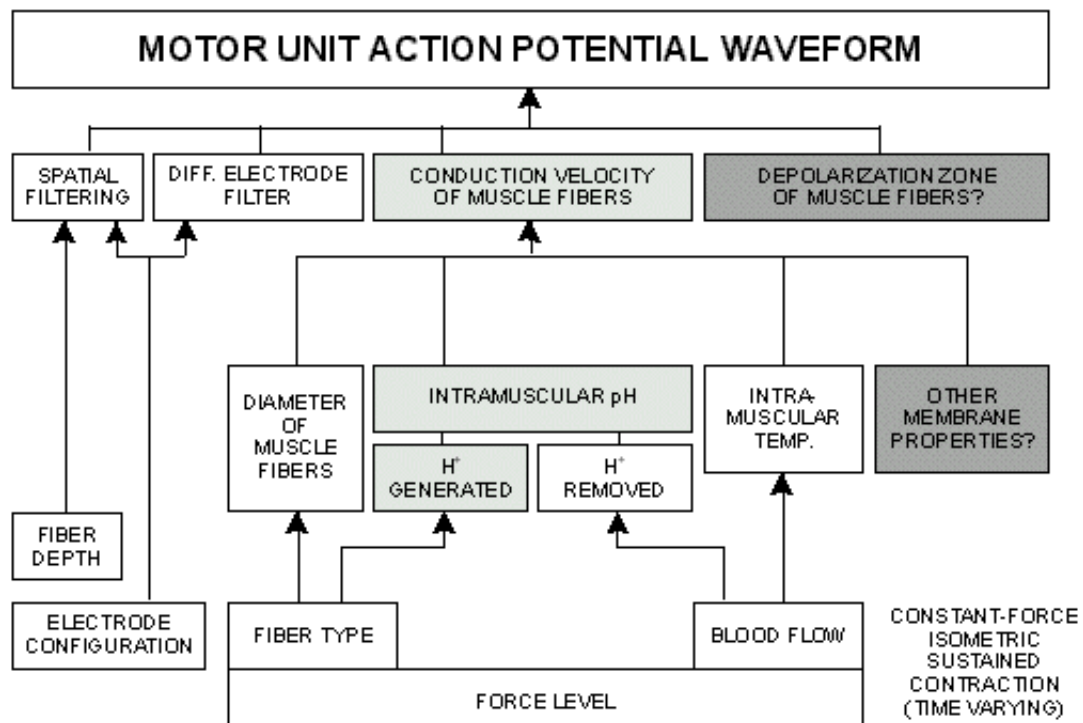 MOTOR UNIT ACTION POTENTIAL WAVEFORM
SPATIAL
FILTERING
DIFF. ELECTRODE
FILTER
CONDUCTION VELOCITY
OF MUSCLE FIBERS
DEPOLARIZATION ZONE
OF MUSCLE FIBERS?
DIAMETER
OF
MUSCLE
FIBERS
INTRAMUSCULAR pH
H⁺
GENERATED
H⁺
REMOVED
INTRA-
MUSCULAR
TEMP.
OTHER
MEMBRANE
PROPERTIES?
FIBER
DEPTH
ELECTRODE
CONFIGURATION
FIBER TYPE
BLOOD FLOW
FORCE LEVEL
CONSTANT-FORCE
ISOMETRIC
SUSTAINED
CONTRACTION
(TIME VARYING)